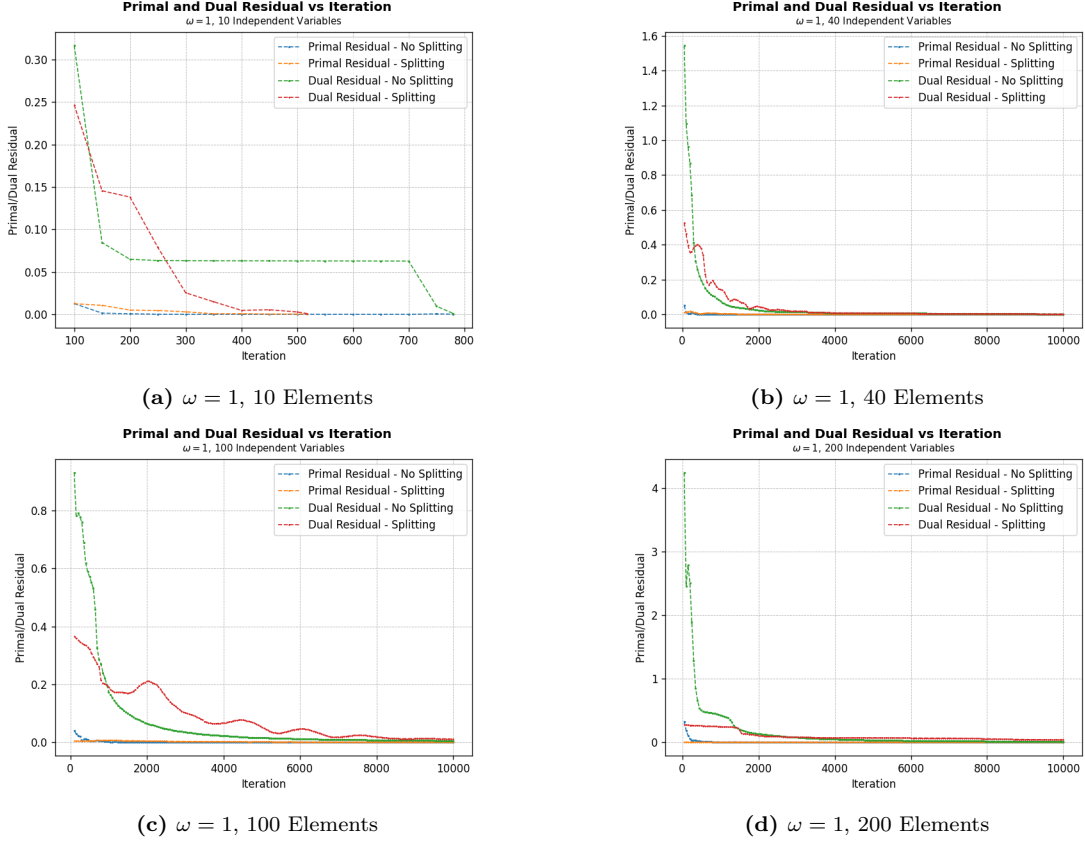 Primal and Dual Residual vs Iteration
ω = 1, 10 Independent Variables
Primal Residual - No Splitting
Primal Residual - Splitting
Dual Residual - No Splitting
Dual Residual - Splitting
Primal/Dual Residual
0.30
0.25
0.20
0.15
0.10
0.05
0.00
100 200 300 400 500 600 700 800
Iteration
(a) ω = 1, 10 Elements
Primal and Dual Residual vs Iteration
ω = 1, 40 Independent Variables
Primal Residual - No Splitting
Primal Residual - Splitting
Dual Residual - No Splitting
Dual Residual - Splitting
Primal/Dual Residual
1.6
1.4
1.2
1.0
0.8
0.6
0.4
0.2
0.0
0 2000 4000 6000 8000 10000
Iteration
(b) ω = 1, 40 Elements
Primal and Dual Residual vs Iteration
ω = 1, 100 Independent Variables
Primal Residual - No Splitting
Primal Residual - Splitting
Dual Residual - No Splitting
Dual Residual - Splitting
Primal/Dual Residual
0.8
0.6
0.4
0.2
0.0
0 2000 4000 6000 8000 10000
Iteration
(c) ω = 1, 100 Elements
Primal and Dual Residual vs Iteration
ω = 1, 200 Independent Variables
Primal Residual - No Splitting
Primal Residual - Splitting
Dual Residual - No Splitting
Dual Residual - Splitting
Primal/Dual Residual
4
3
2
1
0
0 2000 4000 6000 8000 10000
Iteration
(d) ω = 1, 200 Elements